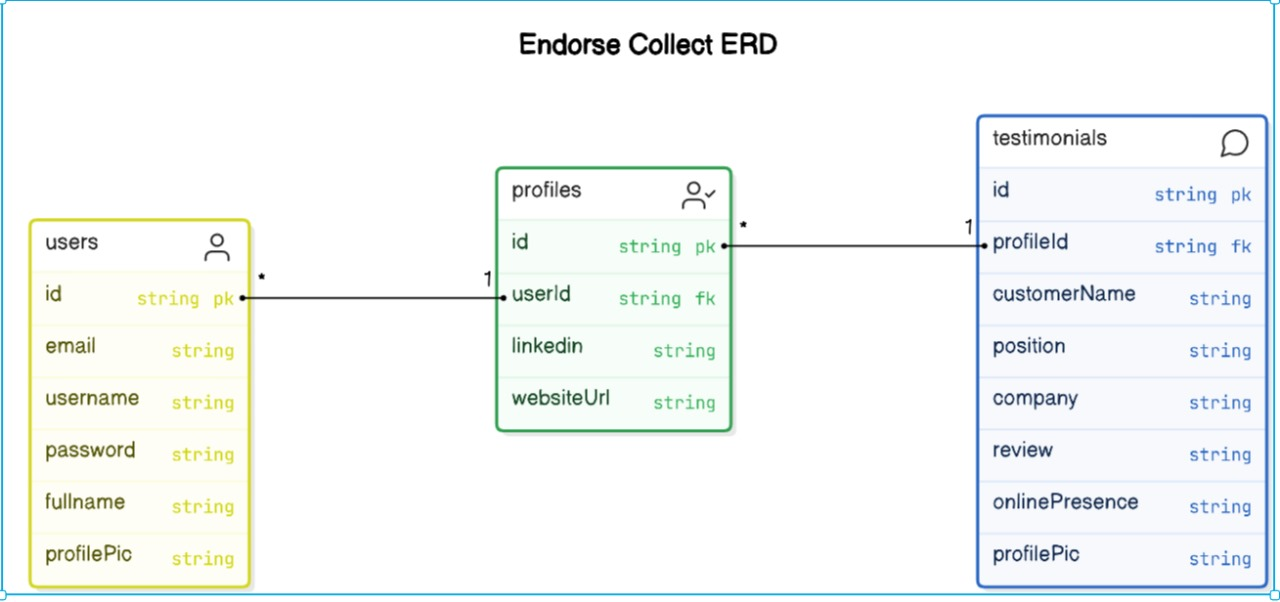 Endorse Collect ERD
users
id string pk
email string
username string
password string
fullname string
profilePic string
* 1
profiles
id string pk
userId string fk
linkedin string
websiteUrl string
* 1
testimonials
id string pk
profileId string fk
customerName string
position string
company string
review string
onlinePresence string
profilePic string